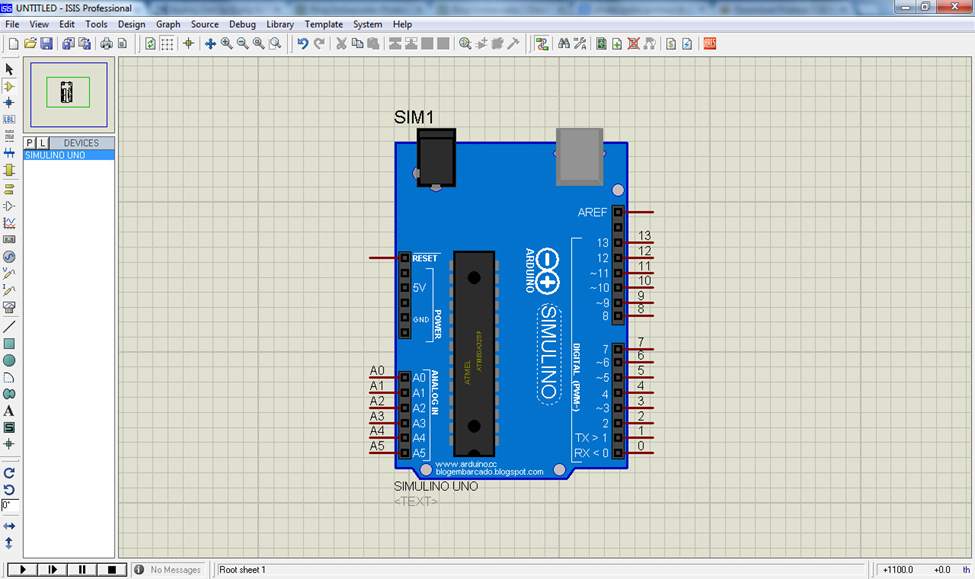 UNTITLED - ISIS Professional
File View Edit Tools Design Graph Source Debug Library Template System Help
P L DEVICES
SIMULINO UNO
LBL
A
S
0°
SIM1
AREF
13 13
12 12
~11 11
~10 10
~9 9
8 8
RESET
5V
GND
POWER
ARDUINO
SIMULINO
ATMEL
ATMEGA328P
DIGITAL (PWM~)
7 7
~6 6
~5 5
4 4
~3 3
2 2
TX > 1 1
RX < 0 0
ANALOG IN
A0 A0
A1 A1
A2 A2
A3 A3
A4 A4
A5 A5
www.arduino.cc
blogembarcado.blogspot.com
SIMULINO UNO
<TEXT>
No Messages
Root sheet 1
+1100.0 +0.0 th